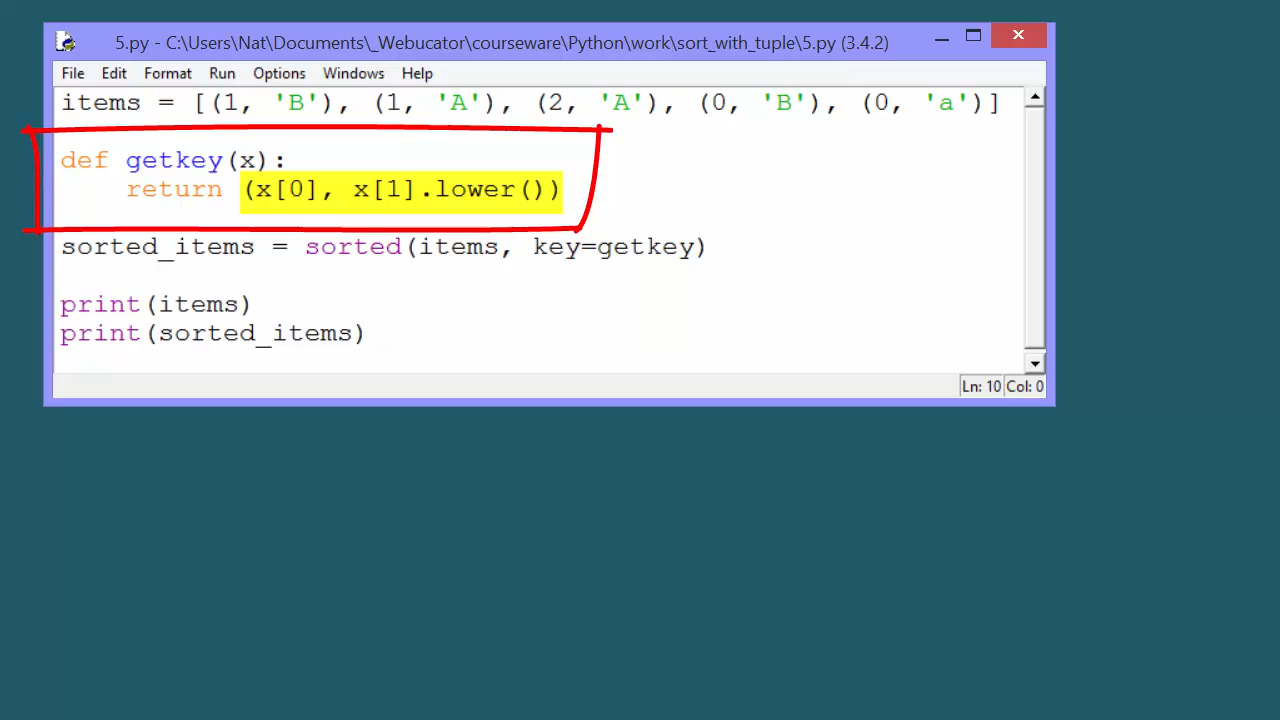 5.py - C:\Users\Nat\Documents\_Webucator\courseware\Python\work\sort_with_tuple\5.py (3.4.2)
File Edit Format Run Options Windows Help
items = [(1, 'B'), (1, 'A'), (2, 'A'), (0, 'B'), (0, 'a')]
def getkey(x):
    return (x[0], x[1].lower())
sorted_items = sorted(items, key=getkey)
print(items)
print(sorted_items)
Ln: 10 Col: 0